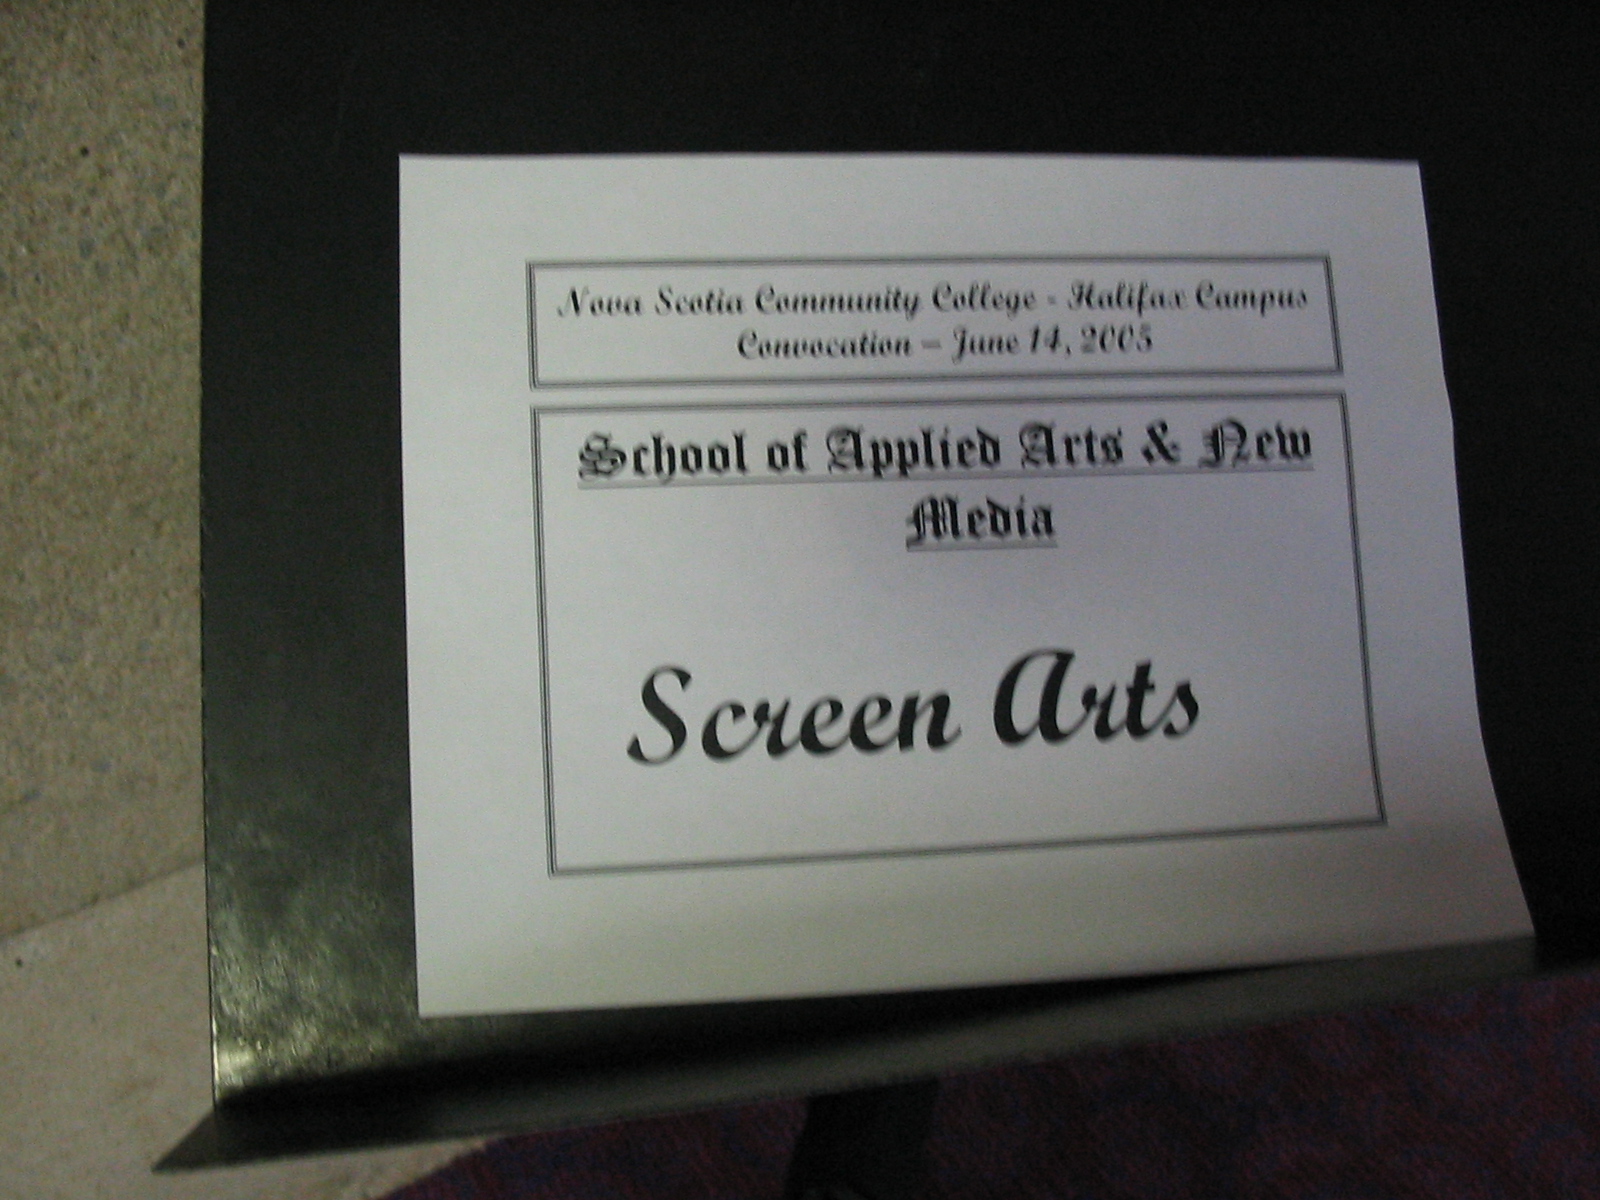 Nova Scotia Community College - Halifax Campus
Convocation – June 14, 2005
School of Applied Arts & New
Media
Screen Arts